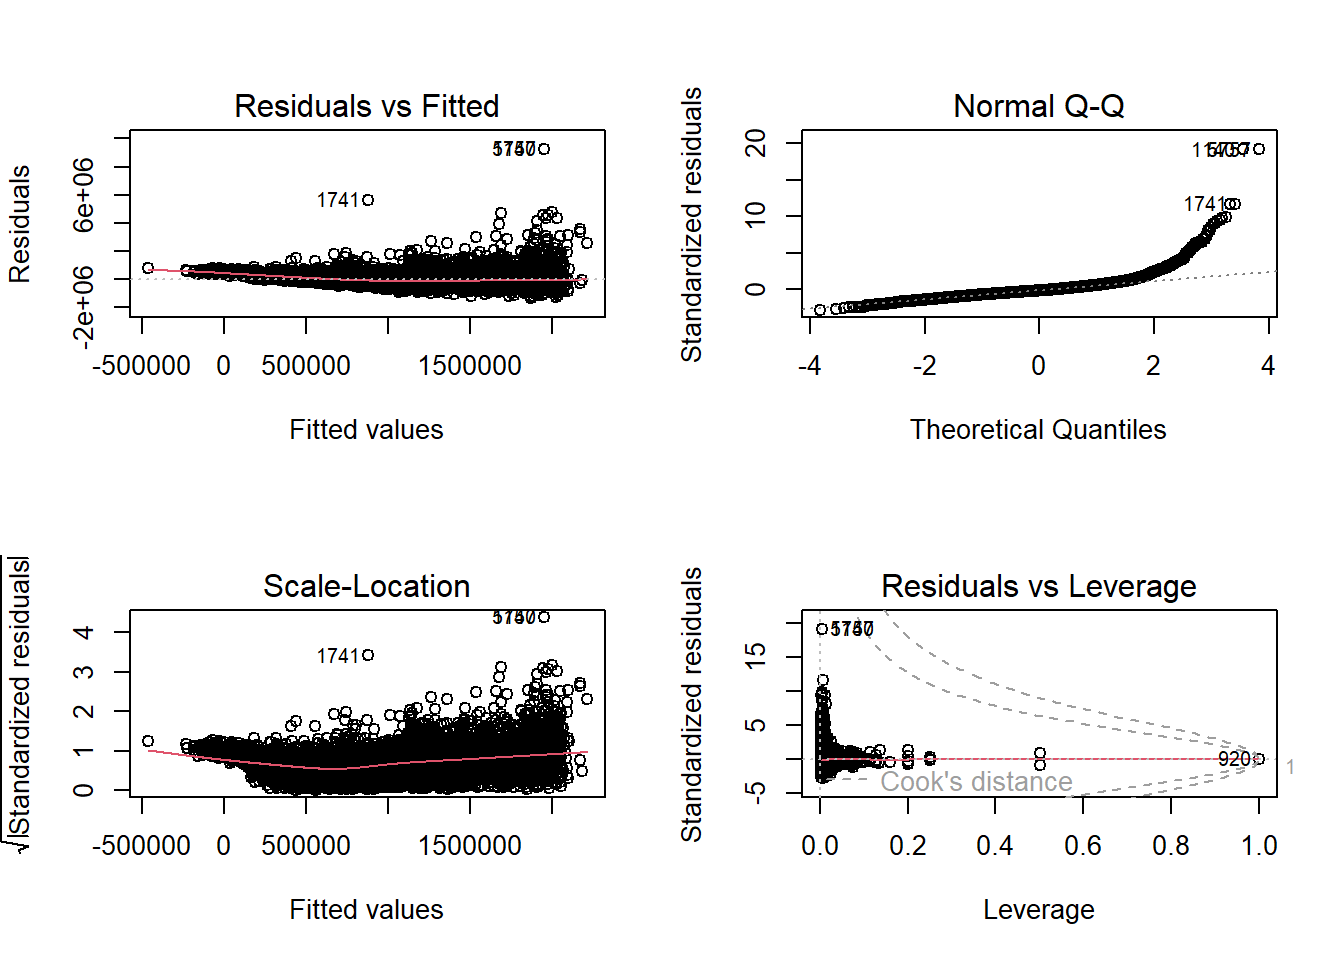 Residuals vs Fitted
Residuals
-2e+06 6e+06
1741
-500000 0 500000 1500000
Fitted values
Normal Q-Q
Standardized residuals
0 10 20
1741
-4 -2 0 2 4
Theoretical Quantiles
Scale-Location
√|Standardized residuals|
0 1 2 3 4
1741
-500000 0 500000 1500000
Fitted values
Residuals vs Leverage
Standardized residuals
-5 5 15
920
1
Cook's distance
0.0 0.2 0.4 0.6 0.8 1.0
Leverage